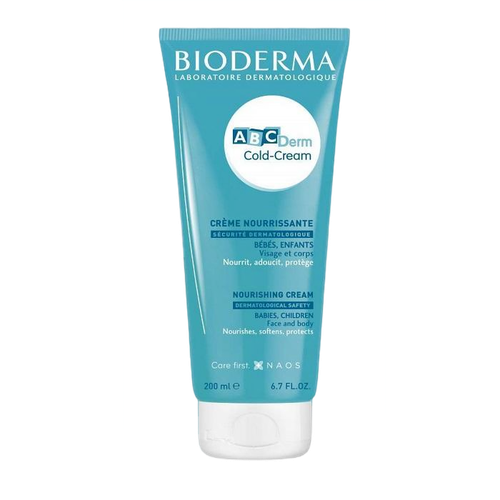 BIODERMA
LABORATOIRE DERMATOLOGIQUE
ABCDerm
Cold-Cream
CRÈME NOURRISSANTE
SÉCURITÉ DERMATOLOGIQUE
BÉBÉS, ENFANTS
Visage et corps
Nourrit, adoucit, protège
NOURISHING CREAM
DERMATOLOGICAL SAFETY
BABIES, CHILDREN
Face and body
Nourishes, softens, protects
Care first. NAOS
200 ml e 6.7 FL.OZ.